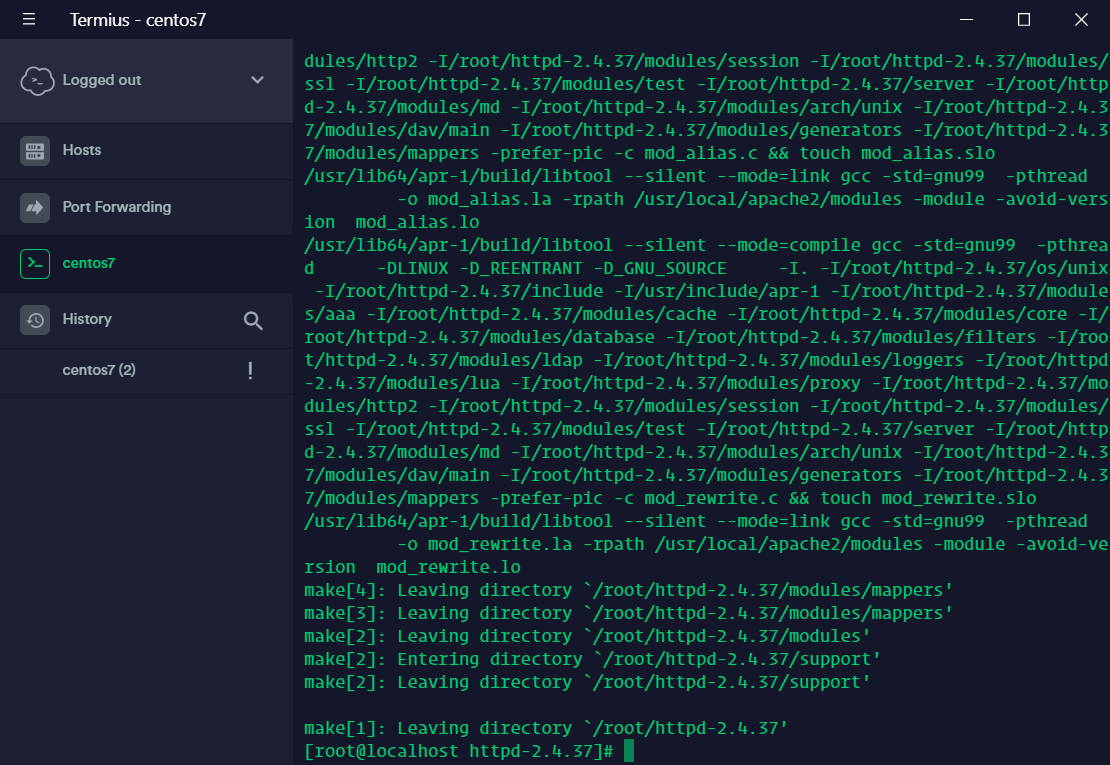 Termius - centos7
Logged out
Hosts
Port Forwarding
centos7
History
centos7 (2)
dules/http2 -I/root/httpd-2.4.37/modules/session -I/root/httpd-2.4.37/modules/
ssl -I/root/httpd-2.4.37/modules/test -I/root/httpd-2.4.37/server -I/root/http
d-2.4.37/modules/md -I/root/httpd-2.4.37/modules/arch/unix -I/root/httpd-2.4.3
7/modules/dav/main -I/root/httpd-2.4.37/modules/generators -I/root/httpd-2.4.3
7/modules/mappers -prefer-pic -c mod_alias.c && touch mod_alias.slo
/usr/lib64/apr-1/build/libtool --silent --mode=link gcc -std=gnu99  -pthread
         -o mod_alias.la -rpath /usr/local/apache2/modules -module -avoid-vers
ion  mod_alias.lo
/usr/lib64/apr-1/build/libtool --silent --mode=compile gcc -std=gnu99  -pthrea
d      -DLINUX -D_REENTRANT -D_GNU_SOURCE     -I. -I/root/httpd-2.4.37/os/unix
 -I/root/httpd-2.4.37/include -I/usr/include/apr-1 -I/root/httpd-2.4.37/module
s/aaa -I/root/httpd-2.4.37/modules/cache -I/root/httpd-2.4.37/modules/core -I/
root/httpd-2.4.37/modules/database -I/root/httpd-2.4.37/modules/filters -I/roo
t/httpd-2.4.37/modules/ldap -I/root/httpd-2.4.37/modules/loggers -I/root/httpd
-2.4.37/modules/lua -I/root/httpd-2.4.37/modules/proxy -I/root/httpd-2.4.37/mo
dules/http2 -I/root/httpd-2.4.37/modules/session -I/root/httpd-2.4.37/modules/
ssl -I/root/httpd-2.4.37/modules/test -I/root/httpd-2.4.37/server -I/root/http
d-2.4.37/modules/md -I/root/httpd-2.4.37/modules/arch/unix -I/root/httpd-2.4.3
7/modules/dav/main -I/root/httpd-2.4.37/modules/generators -I/root/httpd-2.4.3
7/modules/mappers -prefer-pic -c mod_rewrite.c && touch mod_rewrite.slo
/usr/lib64/apr-1/build/libtool --silent --mode=link gcc -std=gnu99  -pthread
         -o mod_rewrite.la -rpath /usr/local/apache2/modules -module -avoid-ve
rsion  mod_rewrite.lo
make[4]: Leaving directory `/root/httpd-2.4.37/modules/mappers'
make[3]: Leaving directory `/root/httpd-2.4.37/modules/mappers'
make[2]: Leaving directory `/root/httpd-2.4.37/modules'
make[2]: Entering directory `/root/httpd-2.4.37/support'
make[2]: Leaving directory `/root/httpd-2.4.37/support'
make[1]: Leaving directory `/root/httpd-2.4.37'
[root@localhost httpd-2.4.37]#